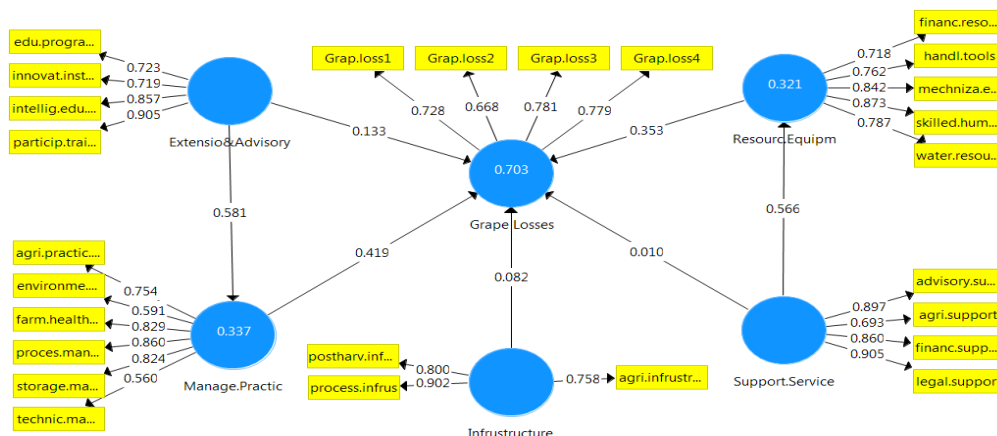 edu.progra...
innovat.inst...
intellig.edu....
particip.trai...
0.723
0.719
0.857
0.905
Extensio&Advisory
Grap.loss1
Grap.loss2
Grap.loss3
Grap.loss4
0.728
0.668
0.781
0.779
0.133
0.703
Grape Losses
0.353
0.321
Resourc.Equipm
financ.reso...
handl.tools
mechniza.e...
skilled.hum...
water.resou...
0.718
0.762
0.842
0.873
0.787
0.581
0.419
0.082
0.010
0.566
agri.practic....
environme....
farm.health...
proces.man...
storage.ma...
technic.ma...
0.754
0.591
0.829
0.860
0.824
0.560
0.337
Manage.Practic
postharv.inf...
process.infrus
0.800
0.902
0.758
agri.infrustr...
Infrustructure
Support.Service
0.897
0.693
0.860
0.905
advisory.su...
agri.support
financ.supp...
legal.support